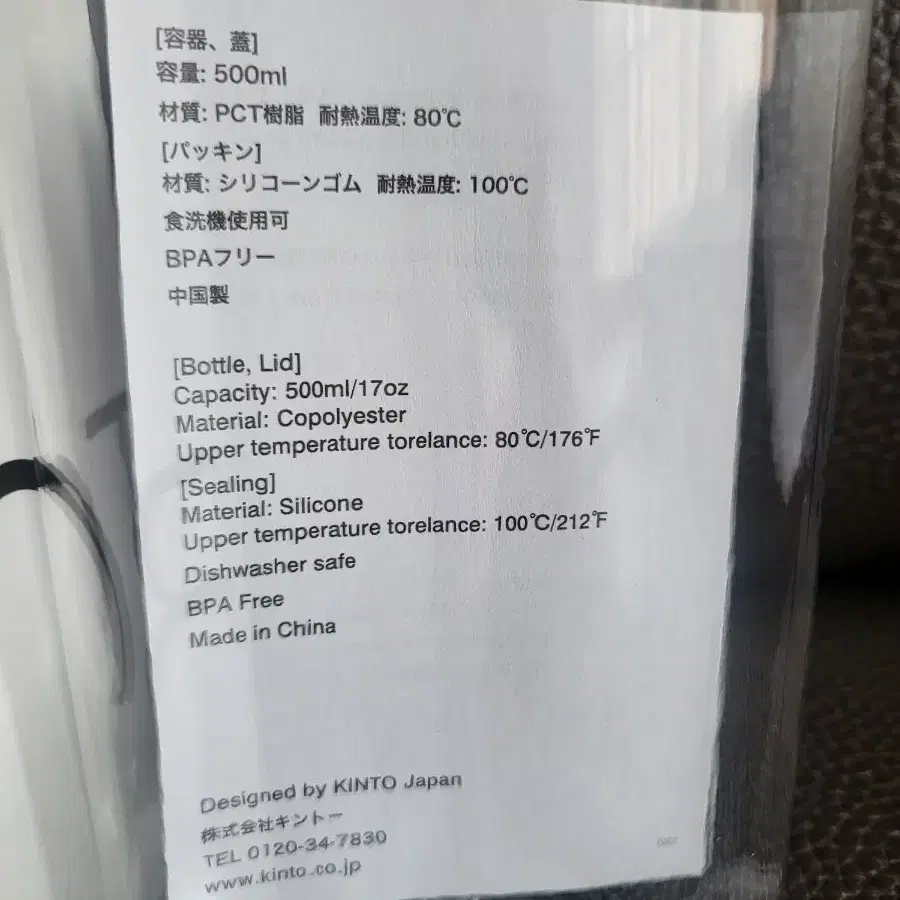 [容器、蓋]
容量: 500ml
材質: PCT樹脂 耐熱温度: 80℃
[パッキン]
材質: シリコーンゴム 耐熱温度: 100℃
食洗機使用可
BPAフリー
中国製
[Bottle, Lid]
Capacity: 500ml/17oz
Material: Copolyester
Upper temperature torelance: 80℃/176℉
[Sealing]
Material: Silicone
Upper temperature torelance: 100℃/212℉
Dishwasher safe
BPA Free
Made in China
Designed by KINTO Japan
株式会社キントー
TEL 0120-34-7830
www.kinto.co.jp